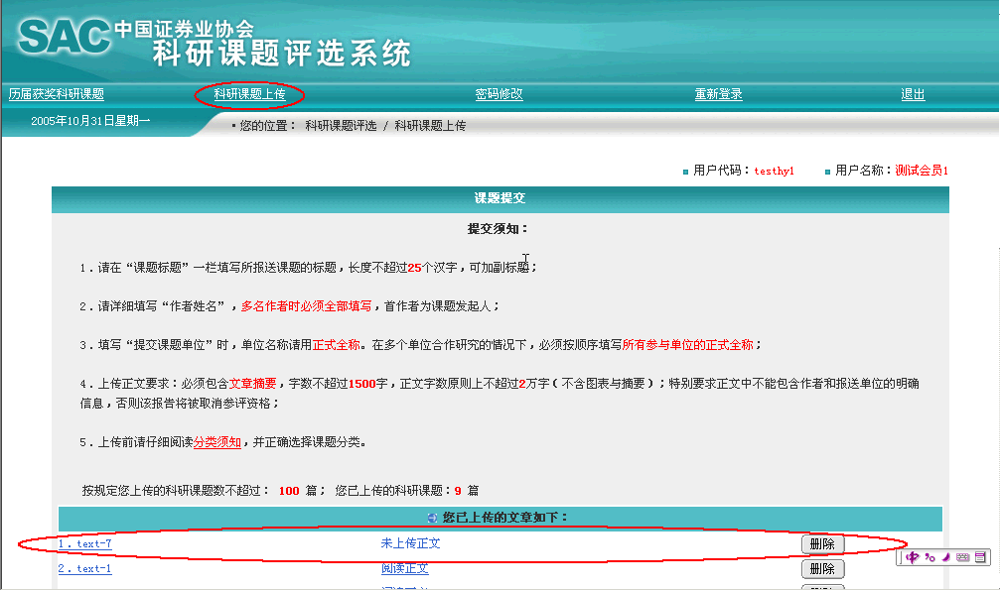 SAC 中国证券业协会
科研课题评选系统
历届获奖科研课题 科研课题上传 密码修改 重新登录 退出
2005年10月31日星期一
·您的位置： 科研课题评选 / 科研课题上传
用户代码：testhy1 用户名称：测试会员1
课题提交
提交须知：
1．请在“课题标题”一栏填写所报送课题的标题，长度不超过25个汉字，可加副标题；
2．请详细填写“作者姓名”，多名作者时必须全部填写，首作者为课题发起人；
3．填写“提交课题单位”时，单位名称请用正式全称。在多个单位合作研究的情况下，必须按顺序填写所有参与单位的正式全称；
4．上传正文要求：必须包含文章摘要，字数不超过1500字，正文字数原则上不超过2万字（不含图表与摘要）；特别要求正文中不能包含作者和报送单位的明确
信息，否则该报告将被取消参评资格；
5．上传前请仔细阅读分类须知，并正确选择课题分类。
按规定您上传的科研课题数不超过： 100 篇； 您已上传的科研课题：9 篇
您已上传的文章如下：
1．text-7 未上传正文 删除
2．text-1 阅读正文 删除